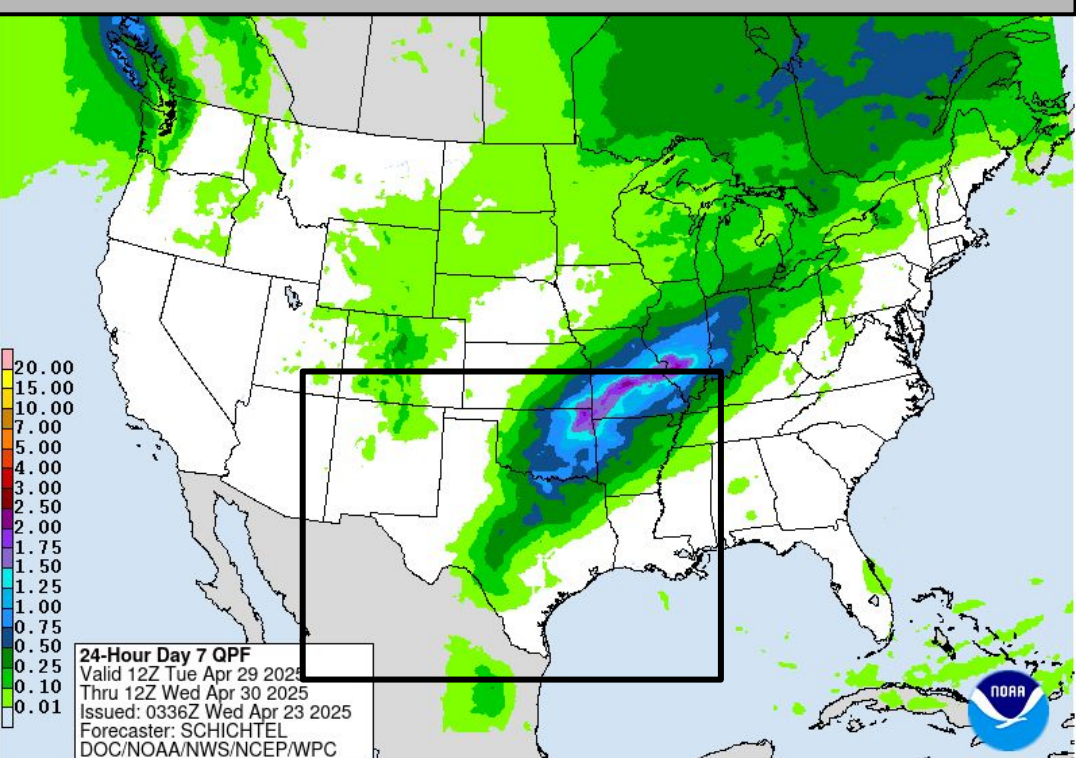 20.00
15.00
10.00
7.00
5.00
4.00
3.00
2.50
2.00
1.75
1.50
1.25
1.00
0.75
0.50
0.25
0.10
0.01
24-Hour Day 7 QPF
Valid 12Z Tue Apr 29 2025
Thru 12Z Wed Apr 30 2025
Issued: 0336Z Wed Apr 23 2025
Forecaster: SCHICHTEL
DOC/NOAA/NWS/NCEP/WPC
NOAA